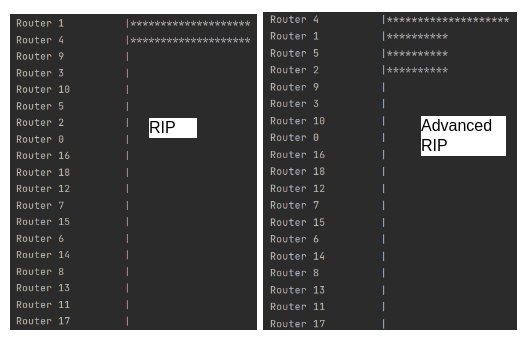 Router 1 |********************
Router 4 |********************
Router 9 |
Router 3 |
Router 10 |
Router 5 |
Router 2 |
Router 0 |
Router 16 |
Router 18 |
Router 12 |
Router 7 |
Router 15 |
Router 6 |
Router 14 |
Router 8 |
Router 13 |
Router 11 |
Router 17 |
RIP
Router 4 |********************
Router 1 |**********
Router 5 |**********
Router 2 |**********
Router 9 |
Router 3 |
Router 10 |
Router 0 |
Router 16 |
Router 18 |
Router 12 |
Router 7 |
Router 15 |
Router 6 |
Router 14 |
Router 8 |
Router 13 |
Router 11 |
Router 17 |
Advanced
RIP